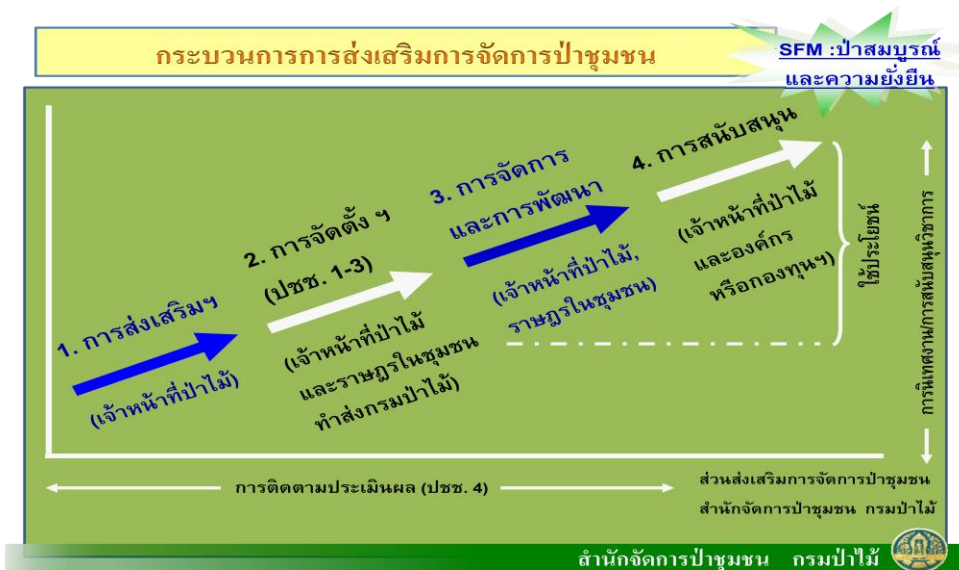 กระบวนการการส่งเสริมการจัดการป่าชุมชน
SFM :ป่าสมบูรณ์
และความยั่งยืน
1. การส่งเสริมฯ
(เจ้าหน้าที่ป่าไม้)
2. การจัดตั้ง ฯ
(ปชช. 1-3)
(เจ้าหน้าที่ป่าไม้
และราษฎรในชุมชน
ทำส่งกรมป่าไม้)
3. การจัดการ
และการพัฒนา
(เจ้าหน้าที่ป่าไม้,
ราษฎรในชุมชน)
4. การสนับสนุน
(เจ้าหน้าที่ป่าไม้
และองค์กร
หรือกองทุนฯ)
ใช้ประโยชน์
การนิเทศงาน/การสนับสนุนวิชาการ
การติดตามประเมินผล (ปชช. 4)
ส่วนส่งเสริมการจัดการป่าชุมชน
สำนักจัดการป่าชุมชน กรมป่าไม้
สำนักจัดการป่าชุมชน กรมป่าไม้